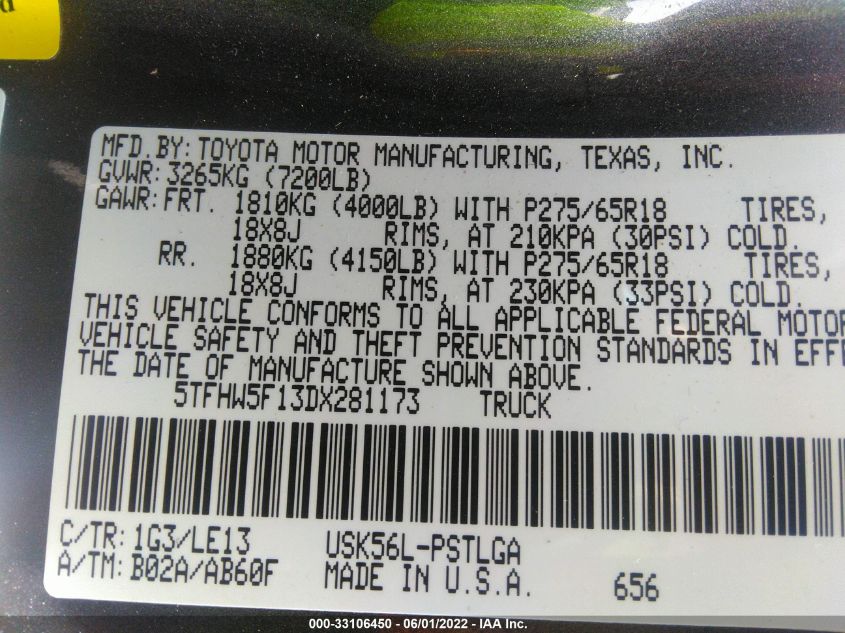 d
MFD. BY: TOYOTA MOTOR MANUFACTURING, TEXAS, INC.
GVWR: 3265KG (7200LB)
GAWR: FRT. 1810KG (4000LB) WITH P275/65R18 TIRES,
18X8J RIMS, AT 210KPA (30PSI) COLD.
RR. 1880KG (4150LB) WITH P275/65R18 TIRES,
18X8J RIMS, AT 230KPA (33PSI) COLD.
THIS VEHICLE CONFORMS TO ALL APPLICABLE FEDERAL MOTOR
VEHICLE SAFETY AND THEFT PREVENTION STANDARDS IN EFFE
THE DATE OF MANUFACTURE SHOWN ABOVE.
5TFHW5F13DX281173 TRUCK
C/TR: 1G3/LE13 USK56L-PSTLGA
A/TM: B02A/AB60F MADE IN U.S.A. 656
000-33106450 - 06/01/2022 - IAA Inc.